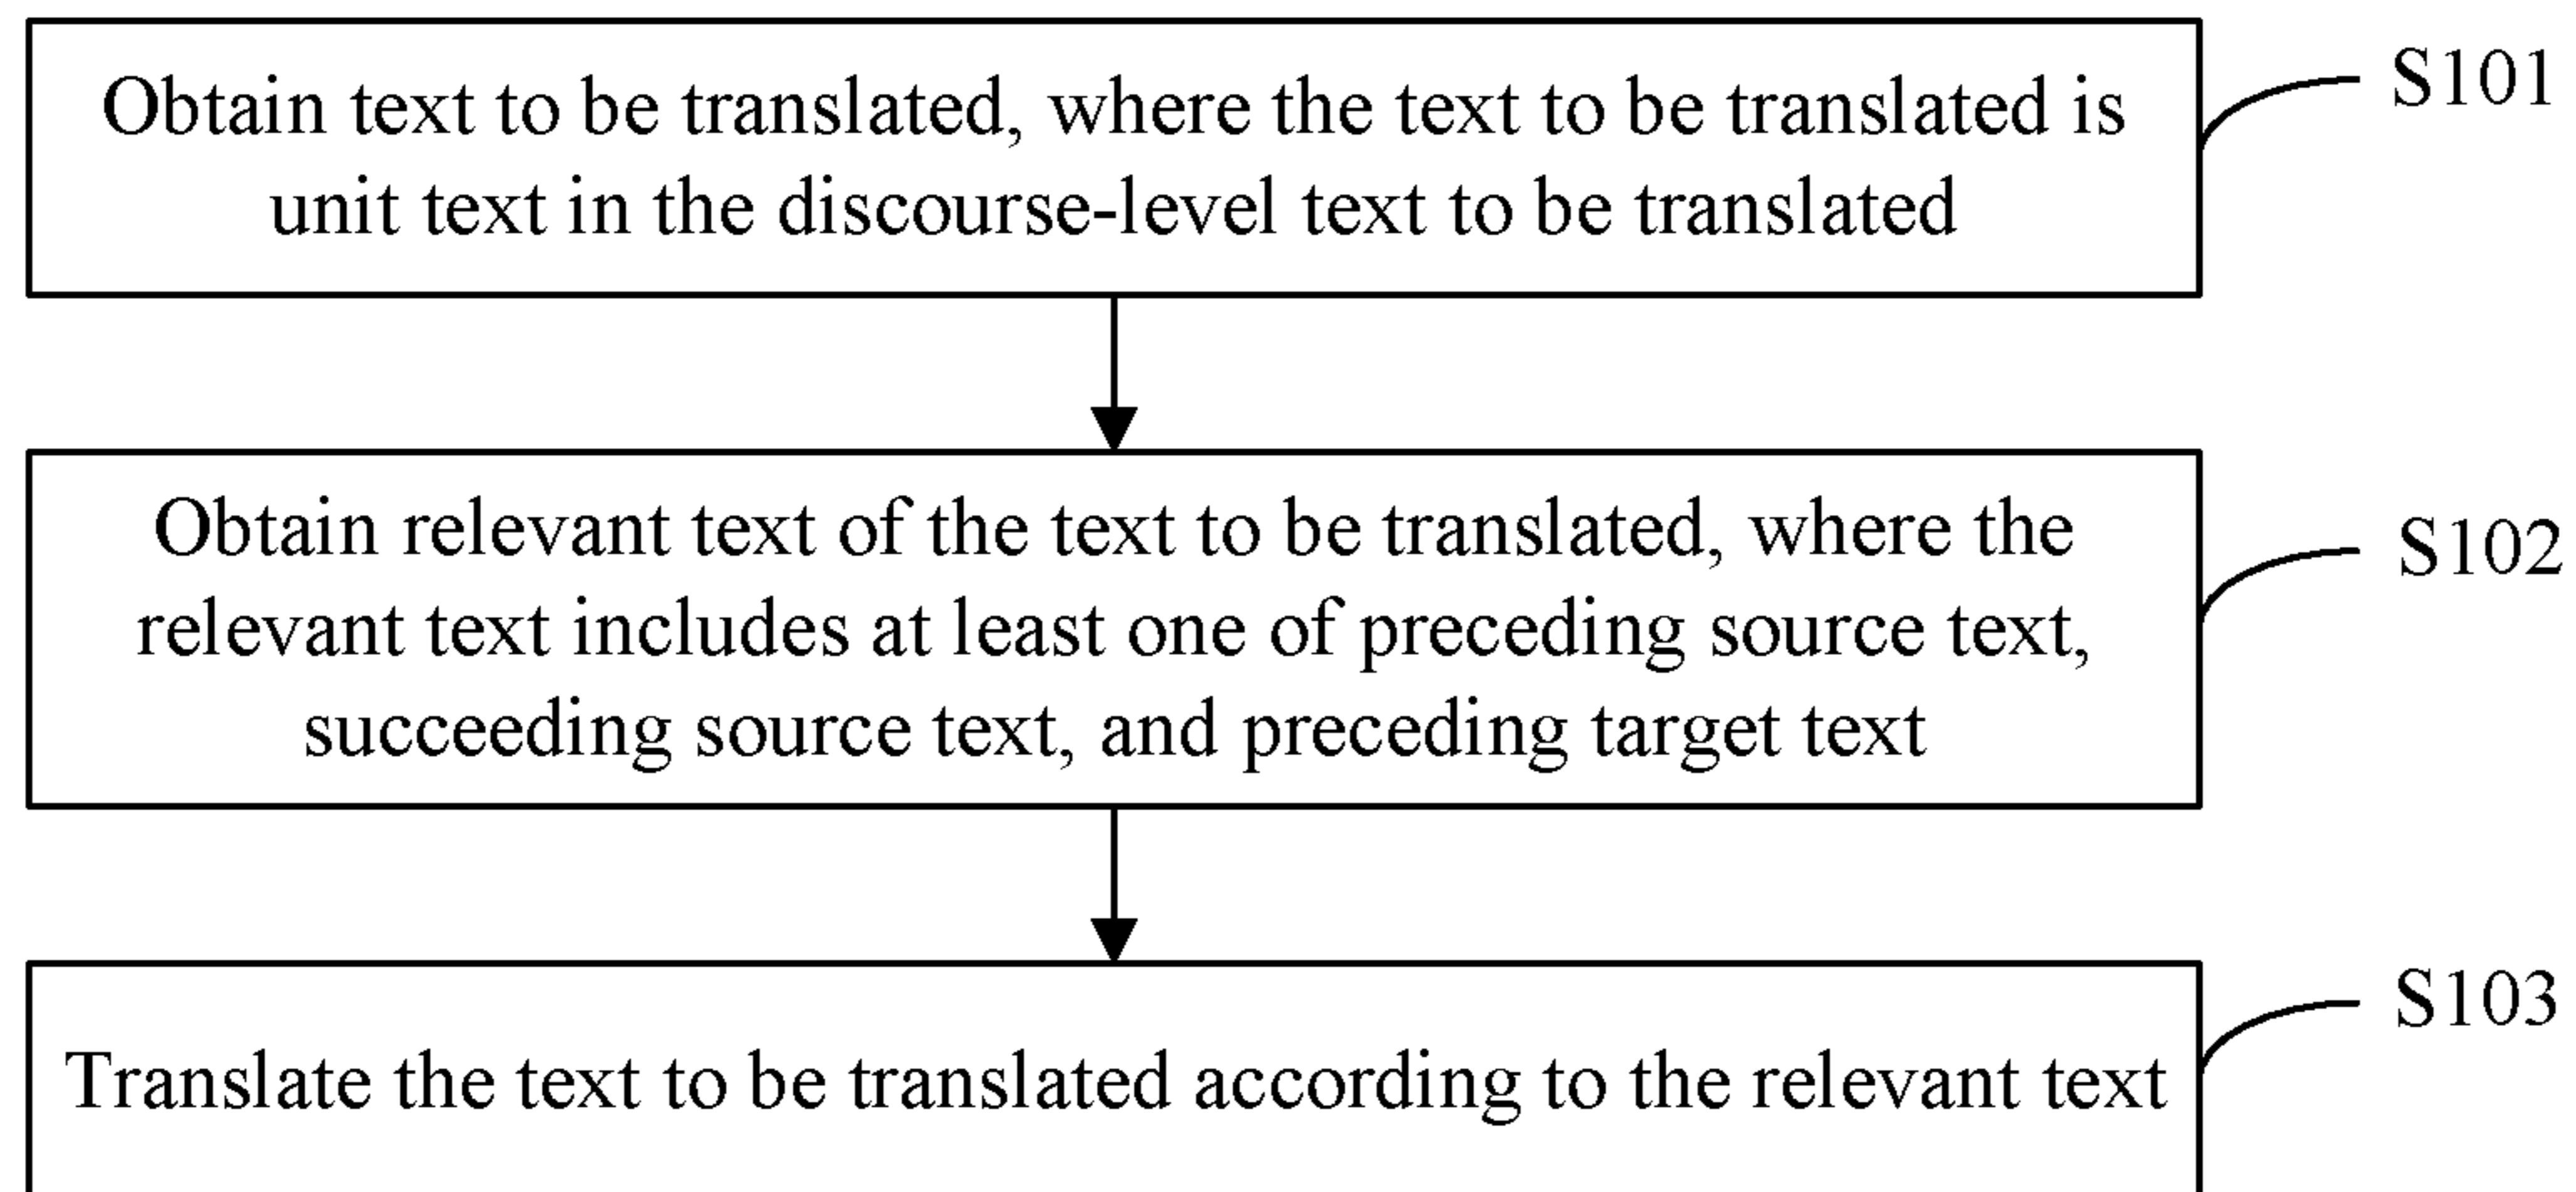 Obtain text to be translated, where the text to be translated is
unit text in the discourse-level text to be translated
S101
Obtain relevant text of the text to be translated, where the
relevant text includes at least one of preceding source text,
succeeding source text, and preceding target text
S102
Translate the text to be translated according to the relevant text
S103